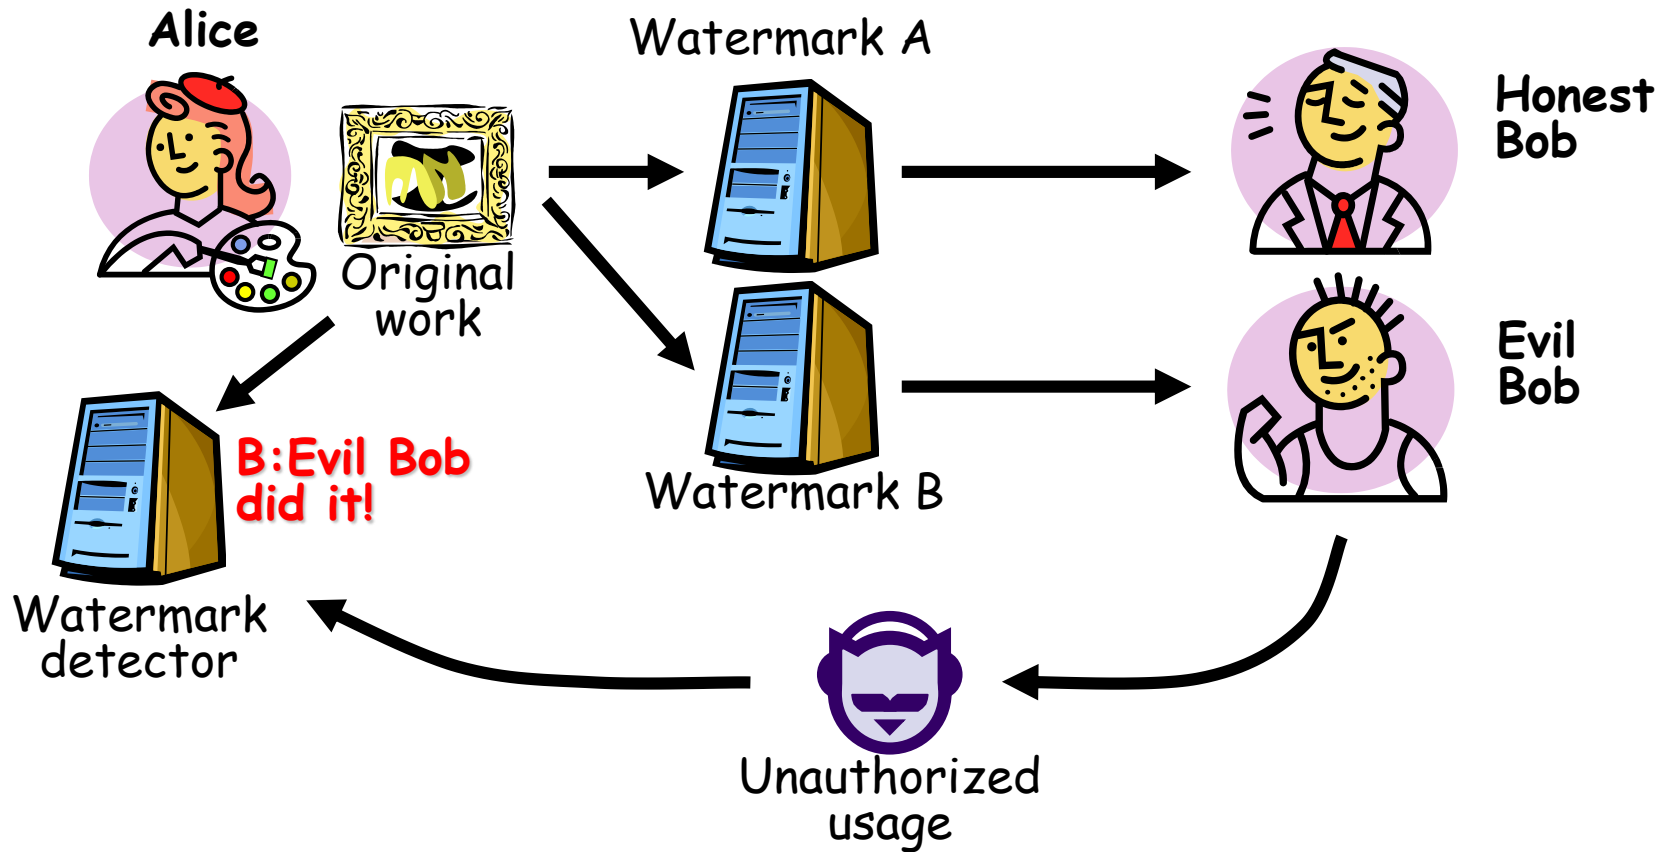 Alice
Watermark A
Honest
Bob
Original
work
Evil
Bob
B:Evil Bob
did it!
Watermark B
Watermark
detector
Unauthorized
usage